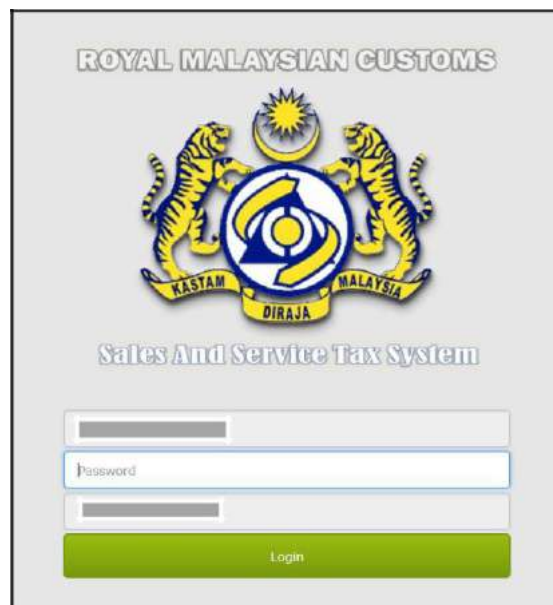 ROYAL MALAYSIAN CUSTOMS
KASTAM DIRAJA MALAYSIA
Sales And Service Tax System
Password
Login